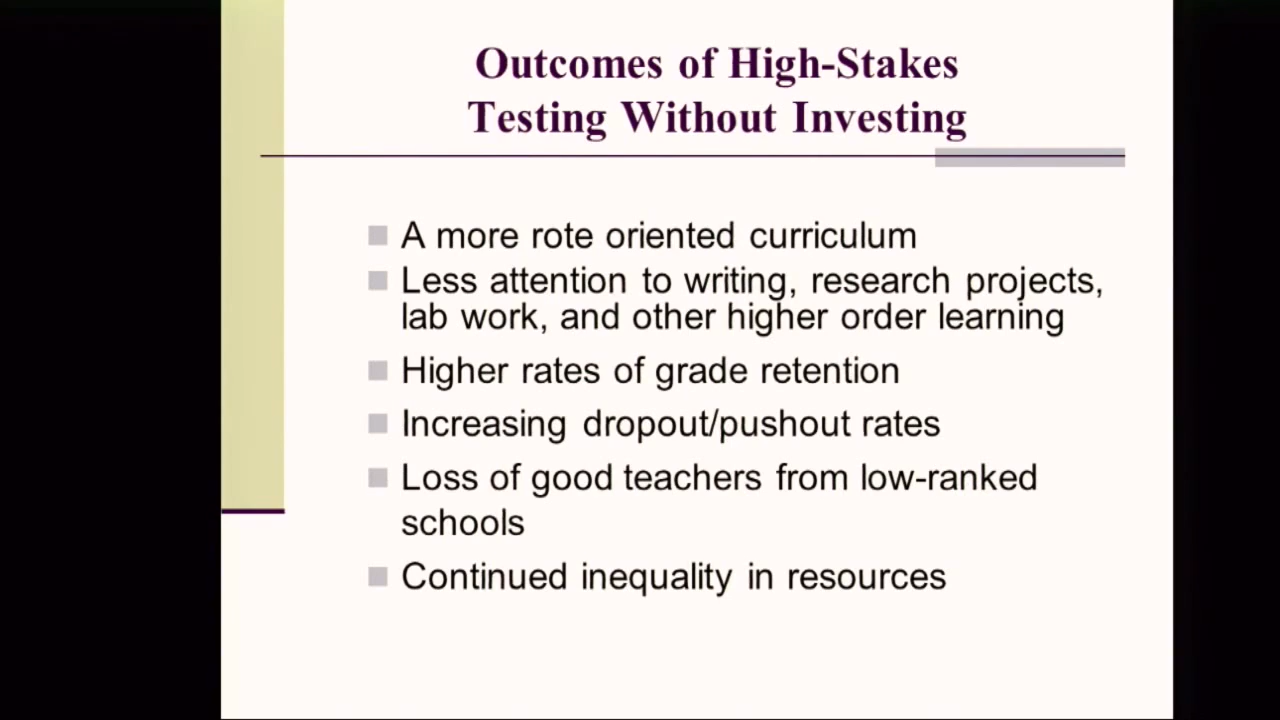 Outcomes of High-Stakes
Testing Without Investing
A more rote oriented curriculum
Less attention to writing, research projects,
lab work, and other higher order learning
Higher rates of grade retention
Increasing dropout/pushout rates
Loss of good teachers from low-ranked
schools
Continued inequality in resources